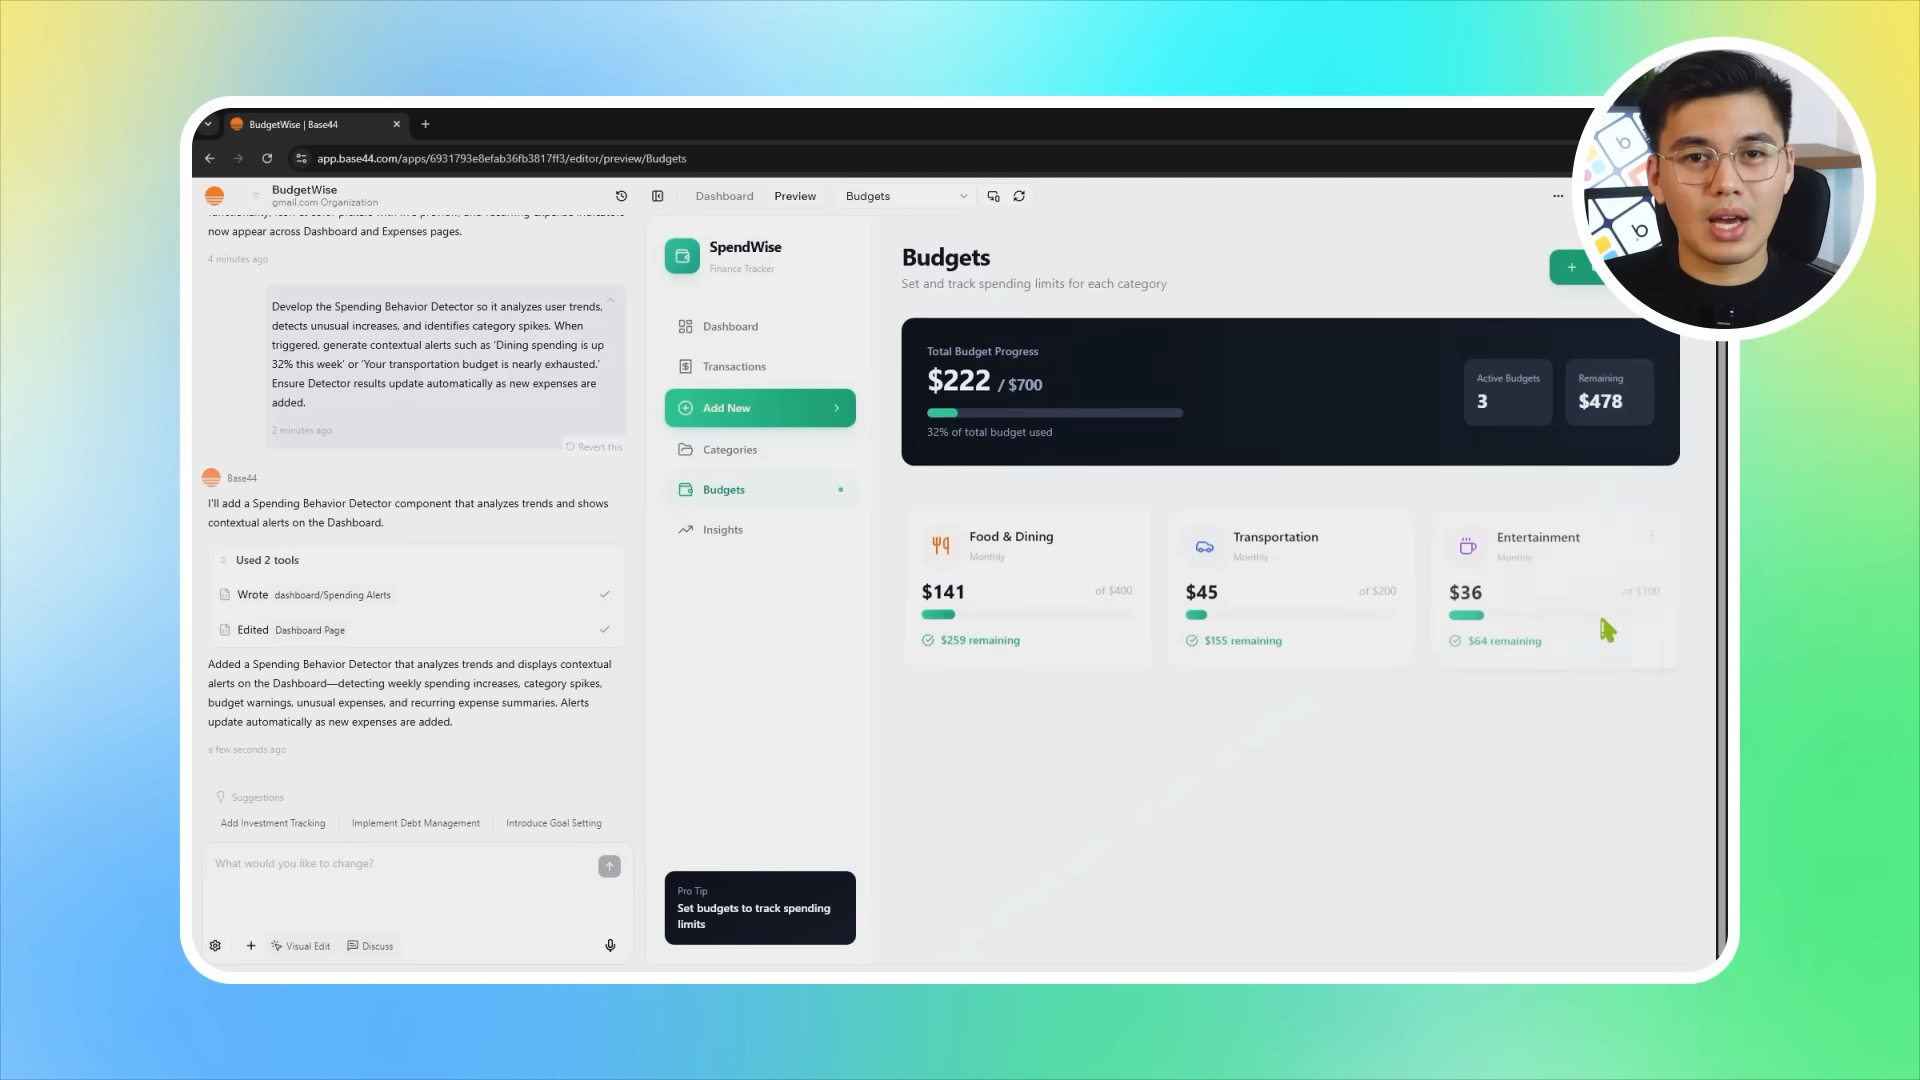 BudgetWise | Base44
app.base44.com/apps/6931793e8efab36fb3817ff3/editor/preview/Budgets
BudgetWise
gmail.com Organization
Dashboard
Preview
Budgets
now appear across Dashboard and Expenses pages.
4 minutes ago
Develop the Spending Behavior Detector so it analyzes user trends,
detects unusual increases, and identifies category spikes. When
triggered, generate contextual alerts such as 'Dining spending is up
32% this week' or 'Your transportation budget is nearly exhausted.'
Ensure Detector results update automatically as new expenses are
added.
2 minutes ago
Revert this
Base44
I'll add a Spending Behavior Detector component that analyzes trends and shows
contextual alerts on the Dashboard.
Used 2 tools
Wrote dashboard/Spending Alerts
Edited Dashboard Page
Added a Spending Behavior Detector that analyzes trends and displays contextual
alerts on the Dashboard—detecting weekly spending increases, category spikes,
budget warnings, unusual expenses, and recurring expense summaries. Alerts
update automatically as new expenses are added.
a few seconds ago
Suggestions
Add Investment Tracking
Implement Debt Management
Introduce Goal Setting
What would you like to change?
Visual Edit
Discuss
SpendWise
Finance Tracker
Dashboard
Transactions
Add New
Categories
Budgets
Insights
Pro Tip
Set budgets to track spending
limits
Budgets
Set and track spending limits for each category
Total Budget Progress
$222 / $700
32% of total budget used
Active Budgets
3
Remaining
$478
Food & Dining
Monthly
$141
of $400
$259 remaining
Transportation
Monthly
$45
of $200
$155 remaining
Entertainment
Monthly
$36
of $100
$64 remaining